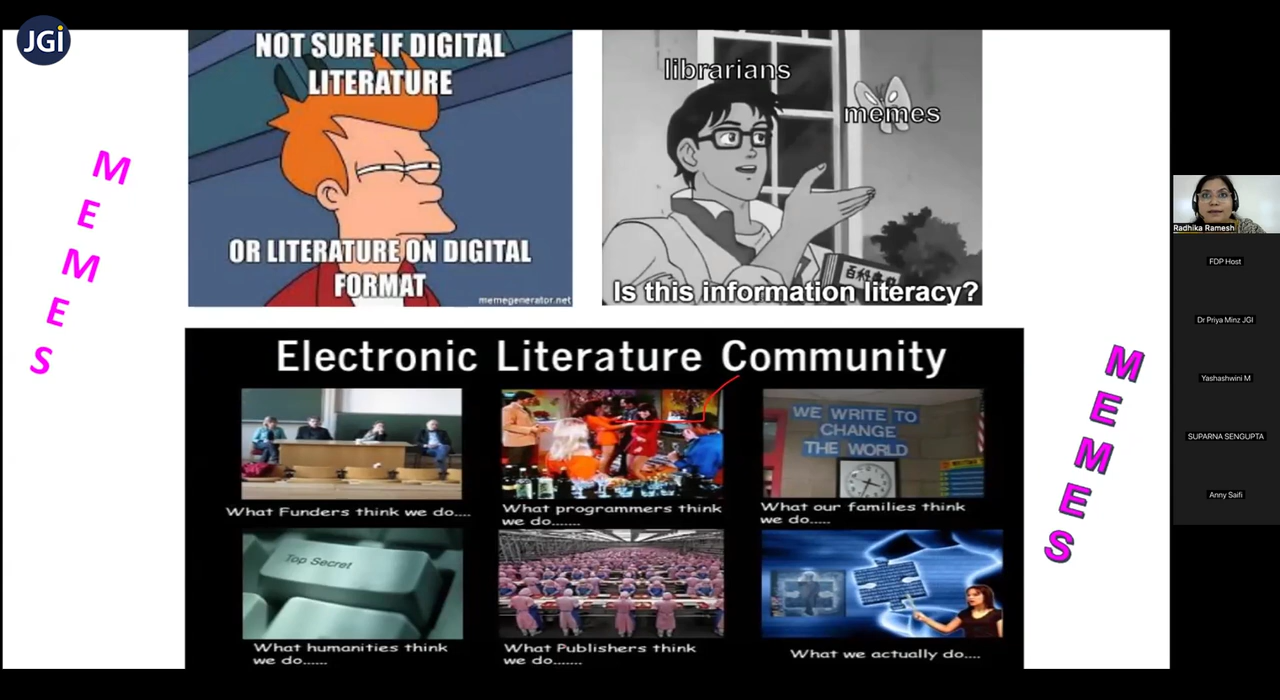 JGi
NOT SURE IF DIGITAL
LITERATURE
OR LITERATURE ON DIGITAL
FORMAT
memegenerator.net
librarians
memes
Is this information literacy?
MEMES
Electronic Literature Community
What Funders think we do....
What programmers think
we do.......
WE WRITE TO
CHANGE
THE WORLD
What our families think
we do.....
Top Secret
What humanities think
we do......
What Publishers think
we do.......
What we actually do....
MEMES
Radhika Ramesh
FDP Host
Dr Priya Minz JGI
Yashashwini M
SUPARNA SENGUPTA
Anny Saifi